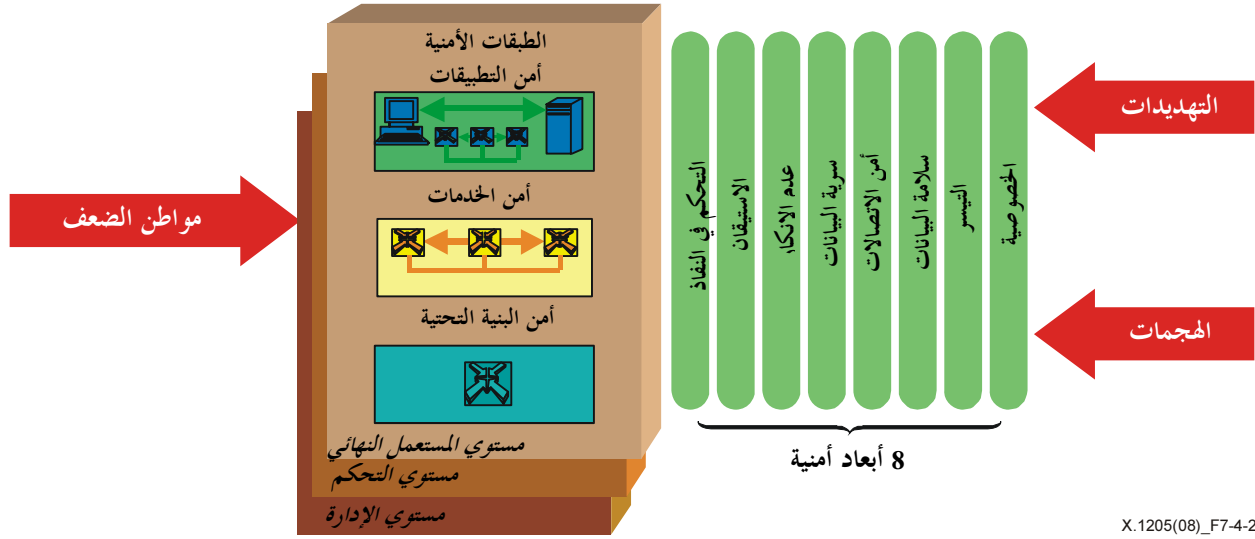 الطبقات الأمنية
أمن التطبيقات
أمن الخدمات
أمن البنية التحتية
مستوي المستعمل النهائي
مستوي التحكم
مستوي الإدارة
مواطن الضعف
التحكم في النفاذ
الاستيقان
عدم الانكار
سرية البيانات
أمن الاتصالات
سلامة البيانات
التيسر
الخصوصية
8 أبعاد أمنية
التهديدات
الهجمات
X.1205(08)_F7-4-2